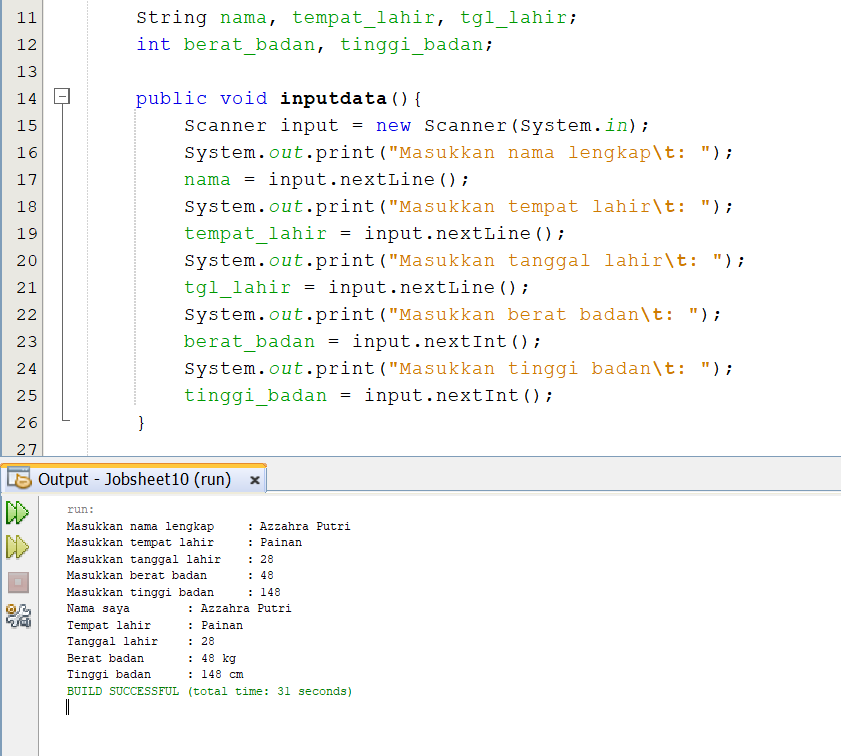 11 String nama, tempat_lahir, tgl_lahir;
12 int berat_badan, tinggi_badan;
13
14 public void inputdata(){
15 Scanner input = new Scanner(System.in);
16 System.out.print("Masukkan nama lengkap\t: ");
17 nama = input.nextLine();
18 System.out.print("Masukkan tempat lahir\t: ");
19 tempat_lahir = input.nextLine();
20 System.out.print("Masukkan tanggal lahir\t: ");
21 tgl_lahir = input.nextLine();
22 System.out.print("Masukkan berat badan\t: ");
23 berat_badan = input.nextInt();
24 System.out.print("Masukkan tinggi badan\t: ");
25 tinggi_badan = input.nextInt();
26 }
27
Output - Jobsheet10 (run) ×
run:
Masukkan nama lengkap : Azzahra Putri
Masukkan tempat lahir : Painan
Masukkan tanggal lahir : 28
Masukkan berat badan : 48
Masukkan tinggi badan : 148
Nama saya : Azzahra Putri
Tempat lahir : Painan
Tanggal lahir : 28
Berat badan : 48 kg
Tinggi badan : 148 cm
BUILD SUCCESSFUL (total time: 31 seconds)